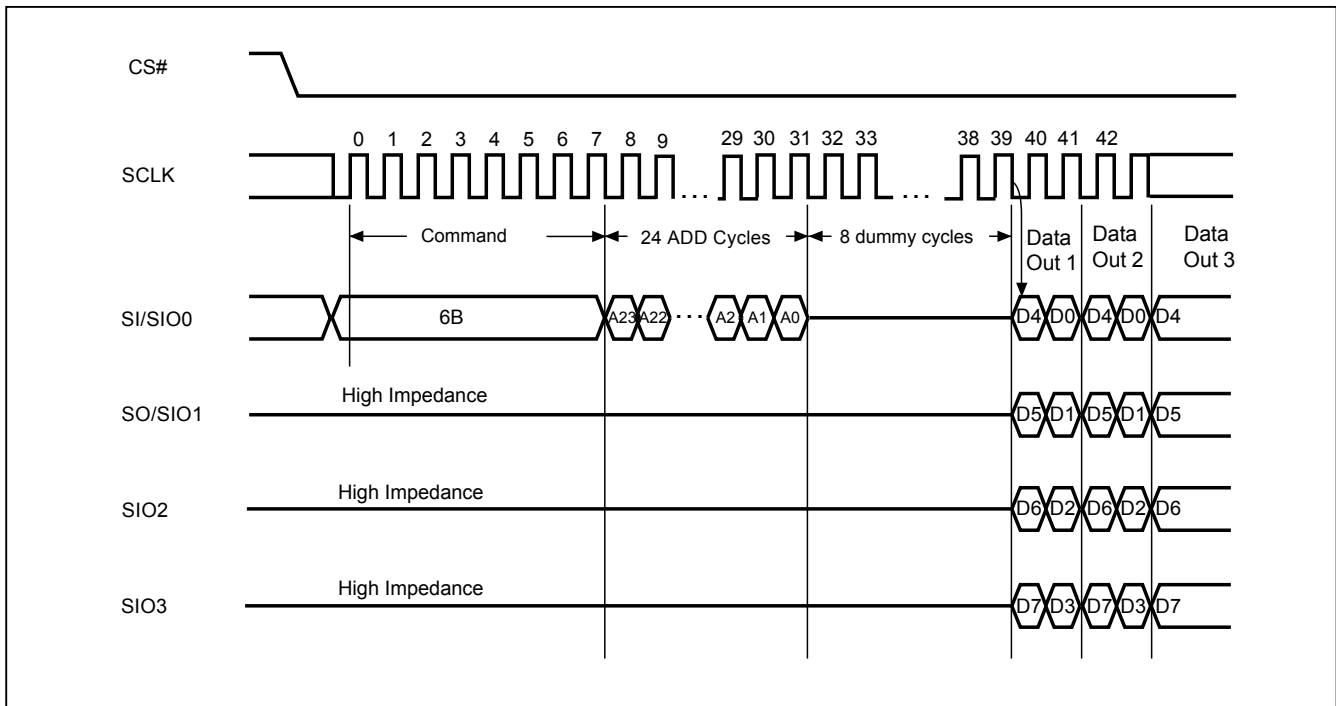 CS#
0 1 2 3 4 5 6 7 8 9 29 30 31 32 33 38 39 40 41 42
SCLK
. . . . . .
Command 24 ADD Cycles 8 dummy cycles Data Out 1 Data Out 2 Data Out 3
SI/SIO0 6B A23 A22 . . . A2 A1 A0 D4 D0 D4 D0 D4
High Impedance
SO/SIO1 D5 D1 D5 D1 D5
High Impedance
SIO2 D6 D2 D6 D2 D6
High Impedance
SIO3 D7 D3 D7 D3 D7